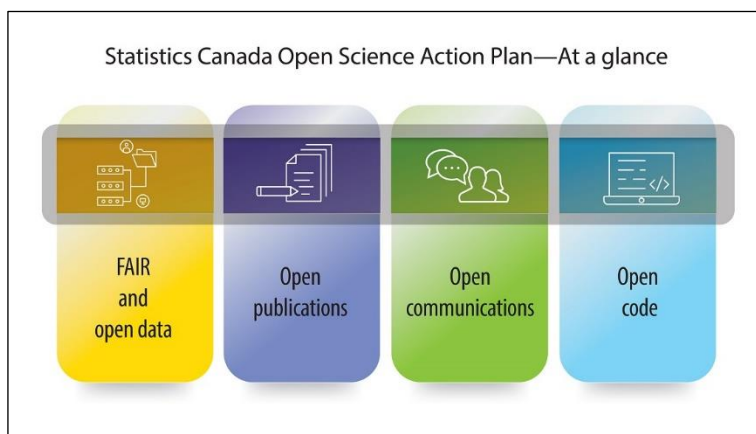 Statistics Canada Open Science Action Plan—At a glance
FAIR
and
open data
Open
publications
Open
communications
</>
Open
code